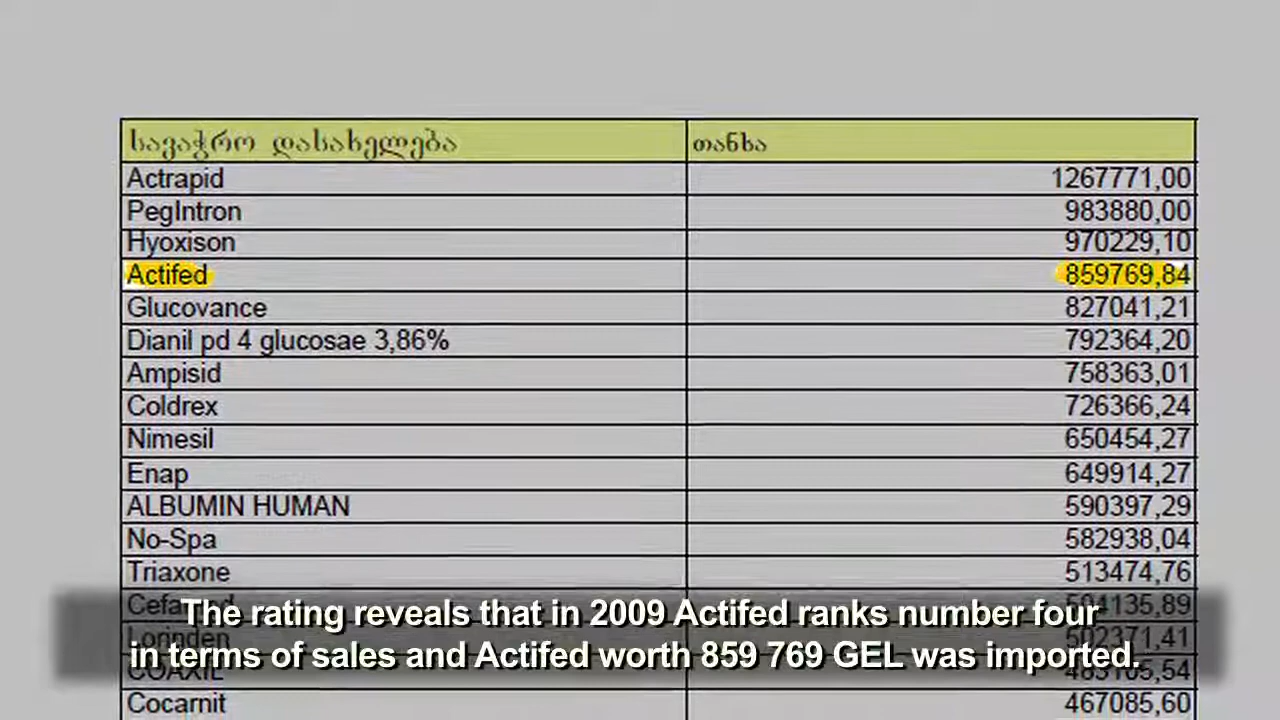 სავაჭრო დასახელება თანხა
Actrapid 1267771,00
PegIntron 983880,00
Hyoxison 970229,10
Actifed 859769,84
Glucovance 827041,21
Dianil pd 4 glucosae 3,86% 792364,20
Ampisid 758363,01
Coldrex 726366,24
Nimesil 650454,27
Enap 649914,27
ALBUMIN HUMAN 590397,29
No-Spa 582938,04
Triaxone 513474,76
504135,89
The rating reveals that in 2009 Actifed ranks number four
Lorinden 502371,41
in terms of sales and Actifed worth 859 769 GEL was imported.
COAXIL 483105,54
Cocarnit 467085,60